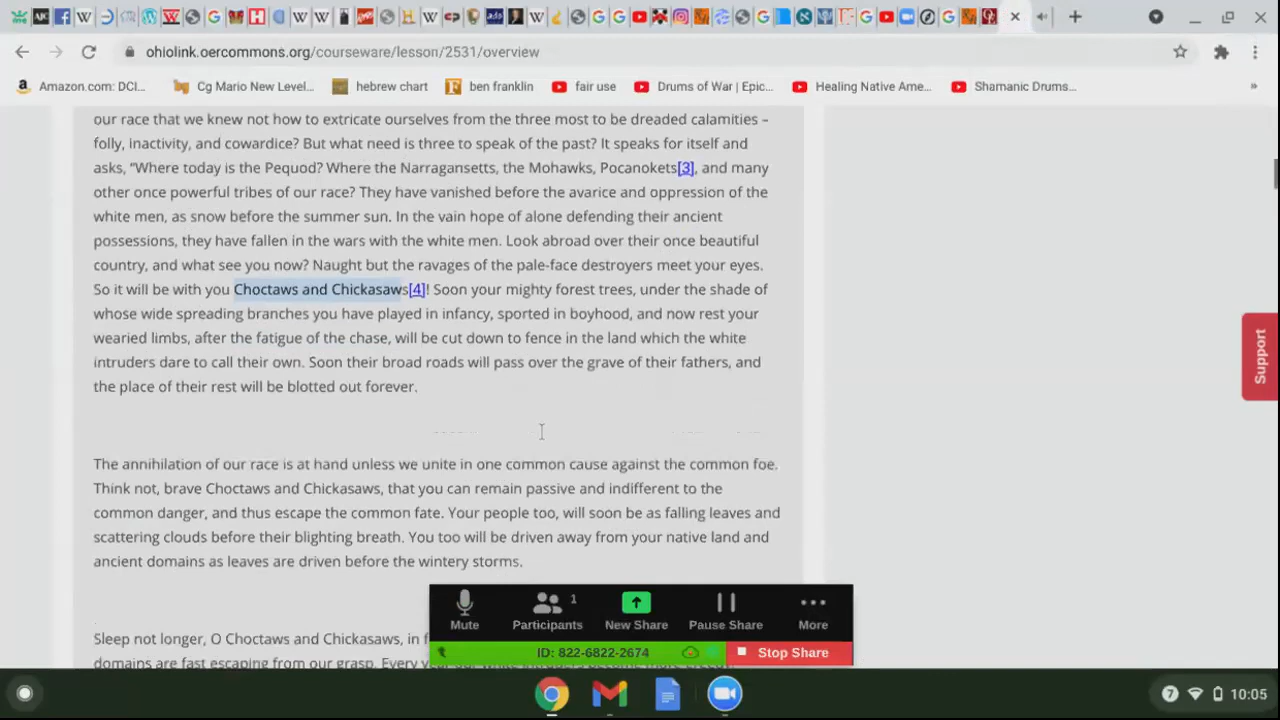 ohiolink.oercommons.org/courseware/lesson/2531/overview
Amazon.com: DCI... Cg Mario New Level... hebrew chart ben franklin fair use Drums of War | Epic... Healing Native Ame... Shamanic Drums... »
our race that we knew not how to extricate ourselves from the three most to be dreaded calamities –
folly, inactivity, and cowardice? But what need is three to speak of the past? It speaks for itself and
asks, “Where today is the Pequod? Where the Narragansetts, the Mohawks, Pocanokets[3], and many
other once powerful tribes of our race? They have vanished before the avarice and oppression of the
white men, as snow before the summer sun. In the vain hope of alone defending their ancient
possessions, they have fallen in the wars with the white men. Look abroad over their once beautiful
country, and what see you now? Naught but the ravages of the pale-face destroyers meet your eyes.
So it will be with you Choctaws and Chickasaws[4]! Soon your mighty forest trees, under the shade of
whose wide spreading branches you have played in infancy, sported in boyhood, and now rest your
wearied limbs, after the fatigue of the chase, will be cut down to fence in the land which the white
intruders dare to call their own. Soon their broad roads will pass over the grave of their fathers, and
the place of their rest will be blotted out forever.
The annihilation of our race is at hand unless we unite in one common cause against the common foe.
Think not, brave Choctaws and Chickasaws, that you can remain passive and indifferent to the
common danger, and thus escape the common fate. Your people too, will soon be as falling leaves and
scattering clouds before their blighting breath. You too will be driven away from your native land and
ancient domains as leaves are driven before the wintery storms.
Sleep not longer, O Choctaws and Chickasaws, in
domains are fast escaping from our grasp. Every
Support
1
Mute Participants New Share Pause Share More
ID: 822-6822-2674 Stop Share
7 10:05